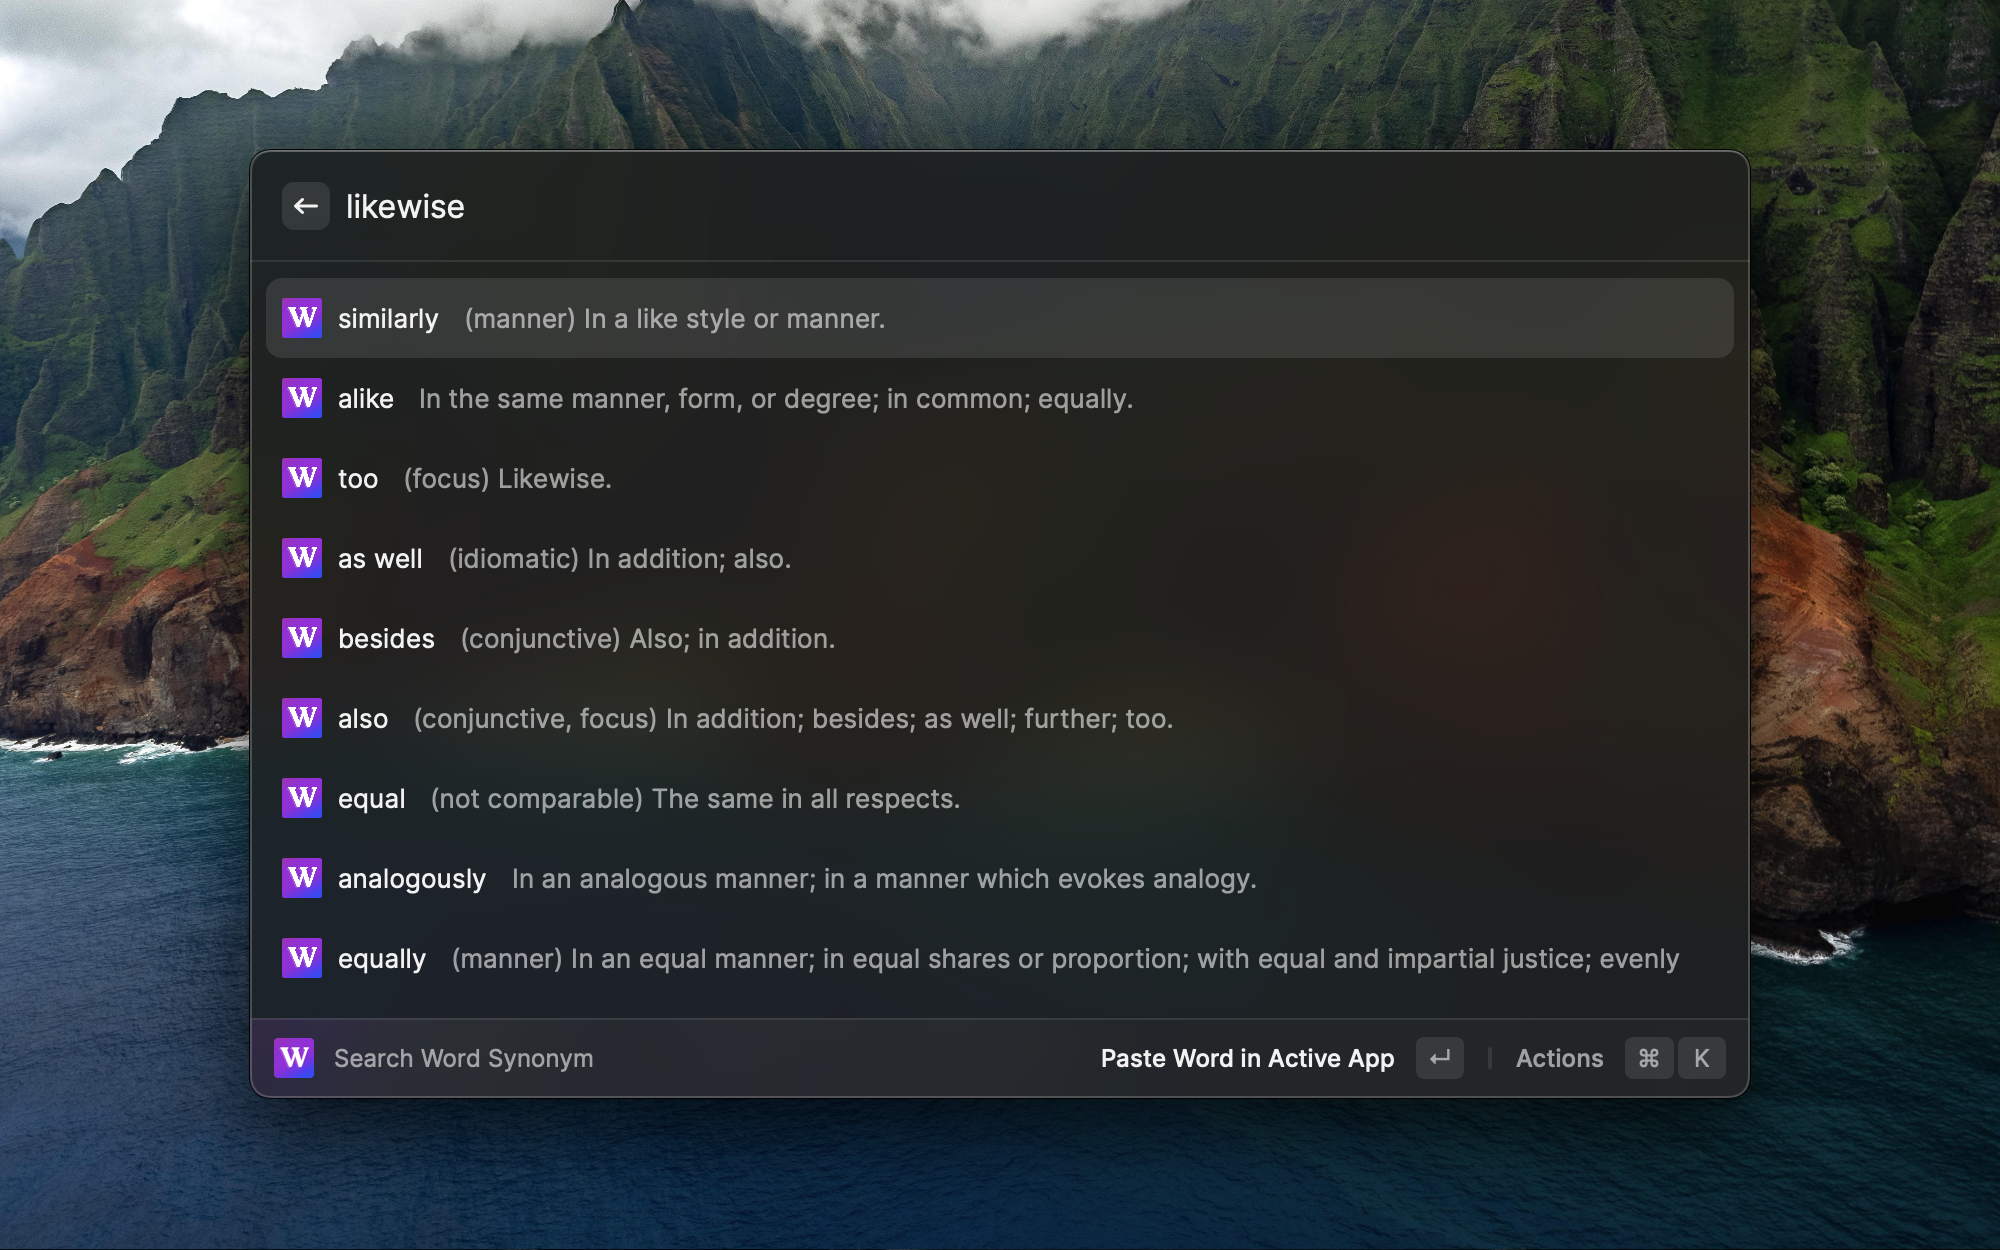 likewise
W similarly (manner) In a like style or manner.
W alike In the same manner, form, or degree; in common; equally.
W too (focus) Likewise.
W as well (idiomatic) In addition; also.
W besides (conjunctive) Also; in addition.
W also (conjunctive, focus) In addition; besides; as well; further; too.
W equal (not comparable) The same in all respects.
W analogously In an analogous manner; in a manner which evokes analogy.
W equally (manner) In an equal manner; in equal shares or proportion; with equal and impartial justice; evenly
W Search Word Synonym Paste Word in Active App ↵ Actions ⌘ K